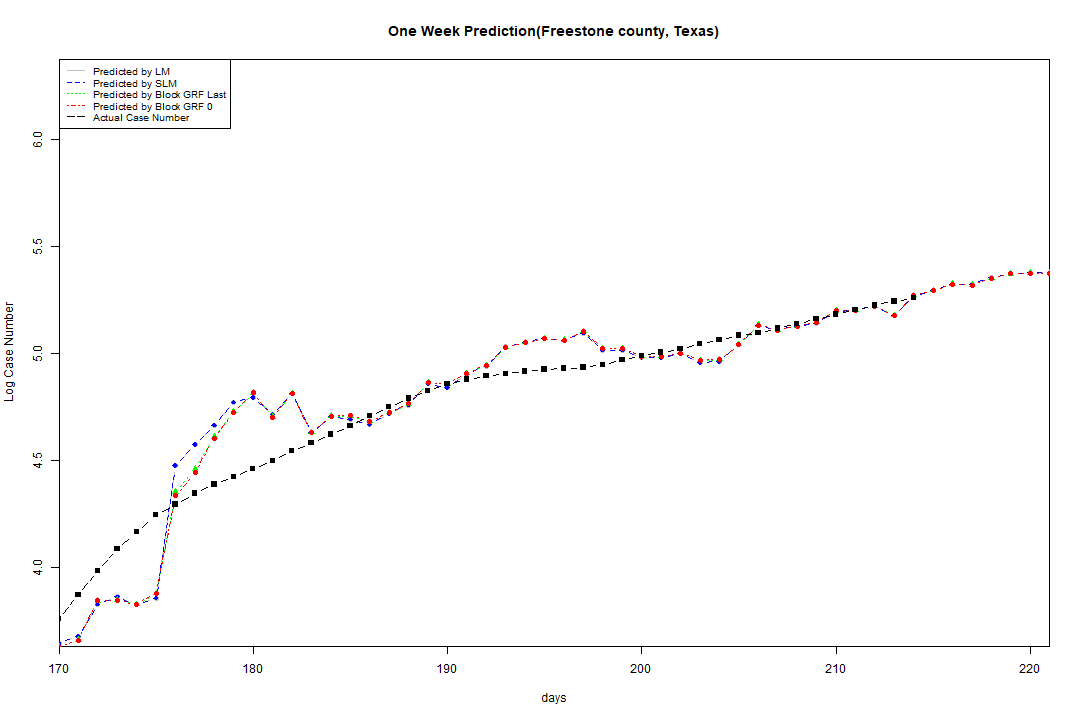 One Week Prediction(Freestone county, Texas)
Predicted by LM
Predicted by SLM
Predicted by Block GRF Last
Predicted by Block GRF 0
Actual Case Number
6.0
5.5
5.0
4.5
4.0
Log Case Number
170 180 190 200 210 220
days